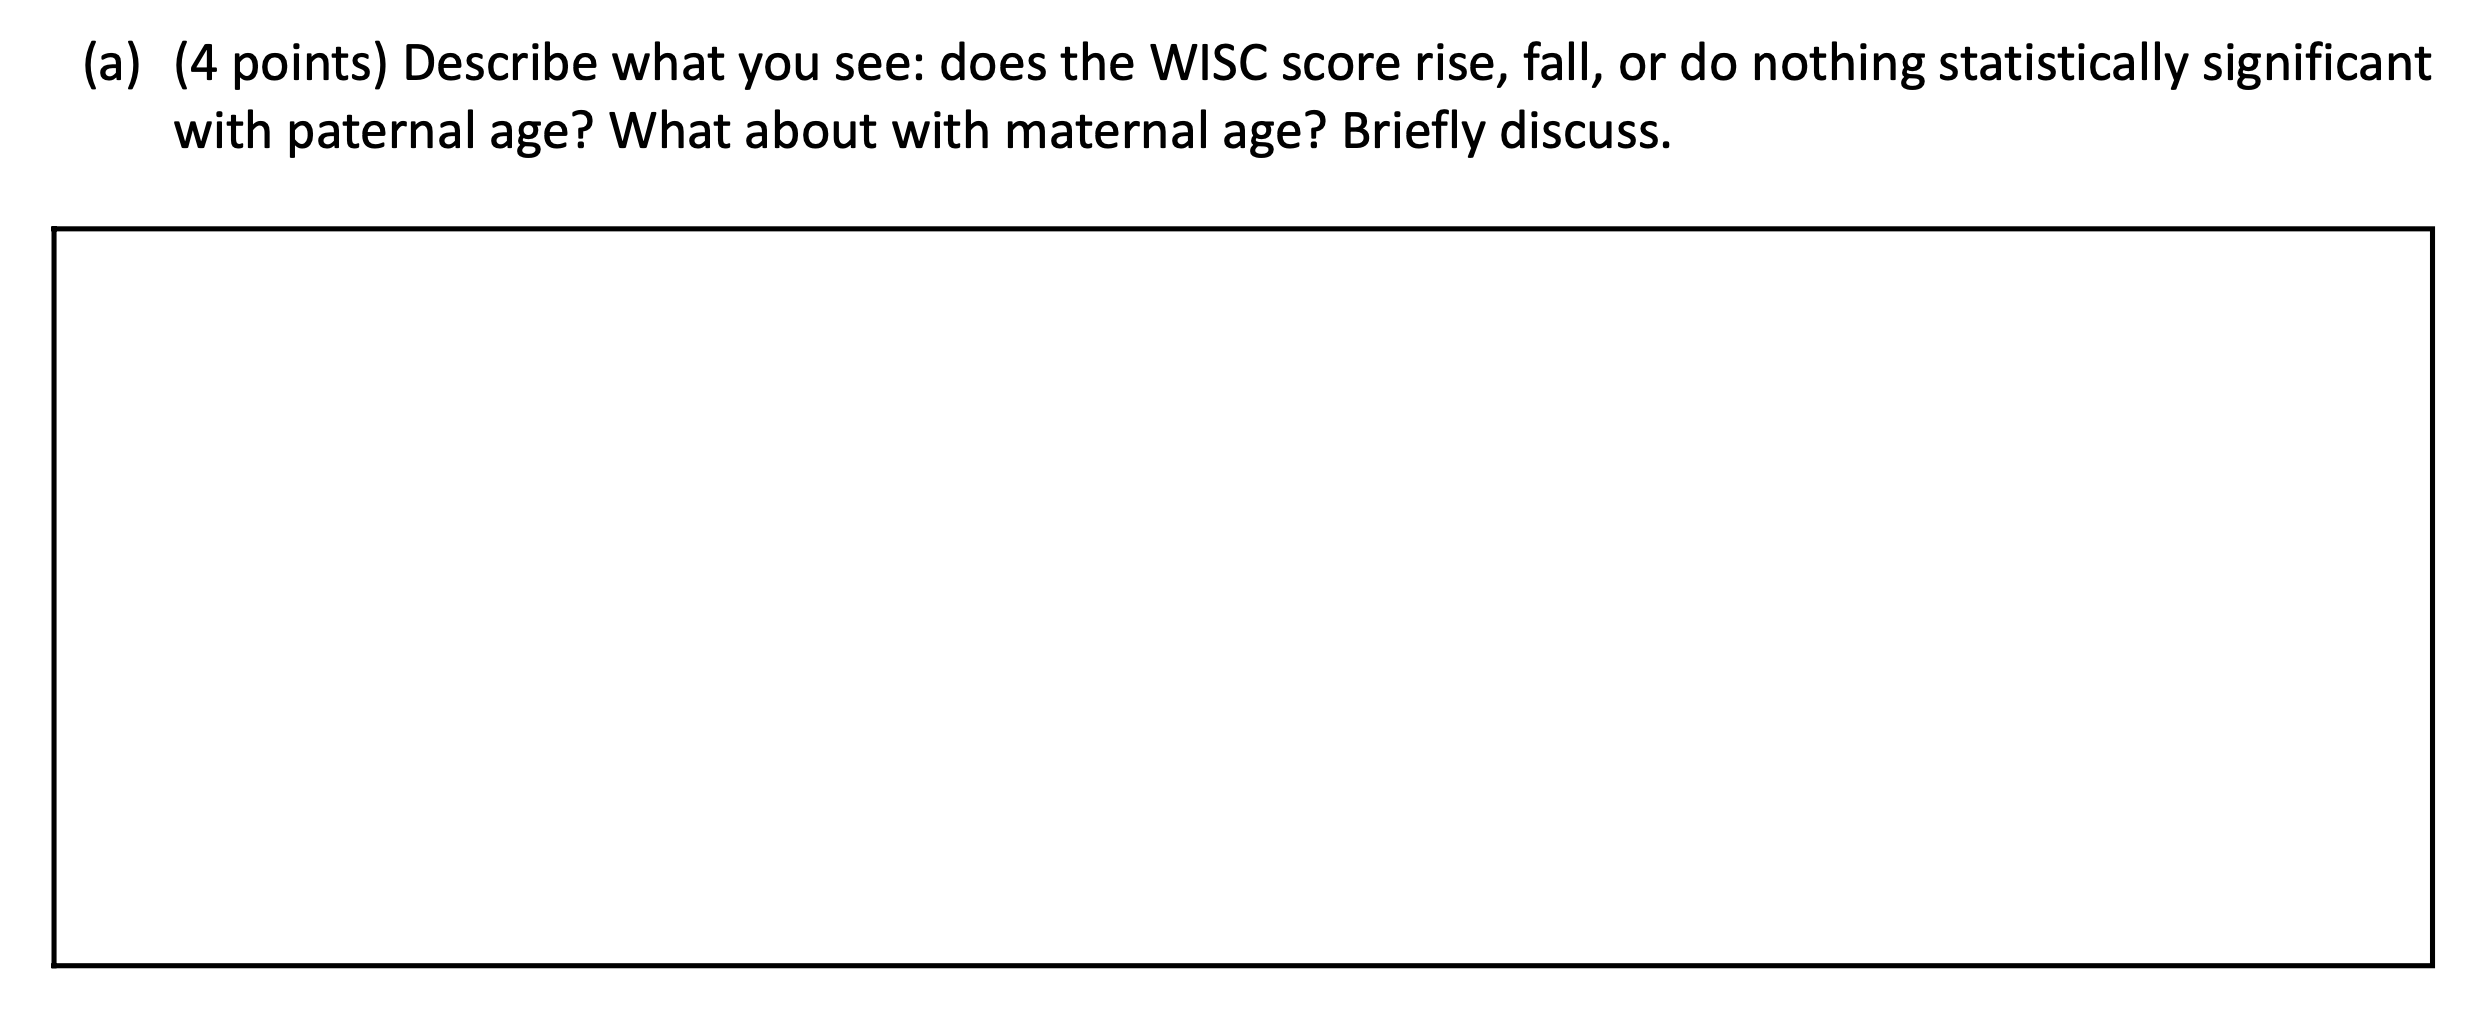 (a) (4 points) Describe what you see: does the WISC score rise, fall, or do nothing statistically significant
with paternal age? What about with maternal age? Briefly discuss.